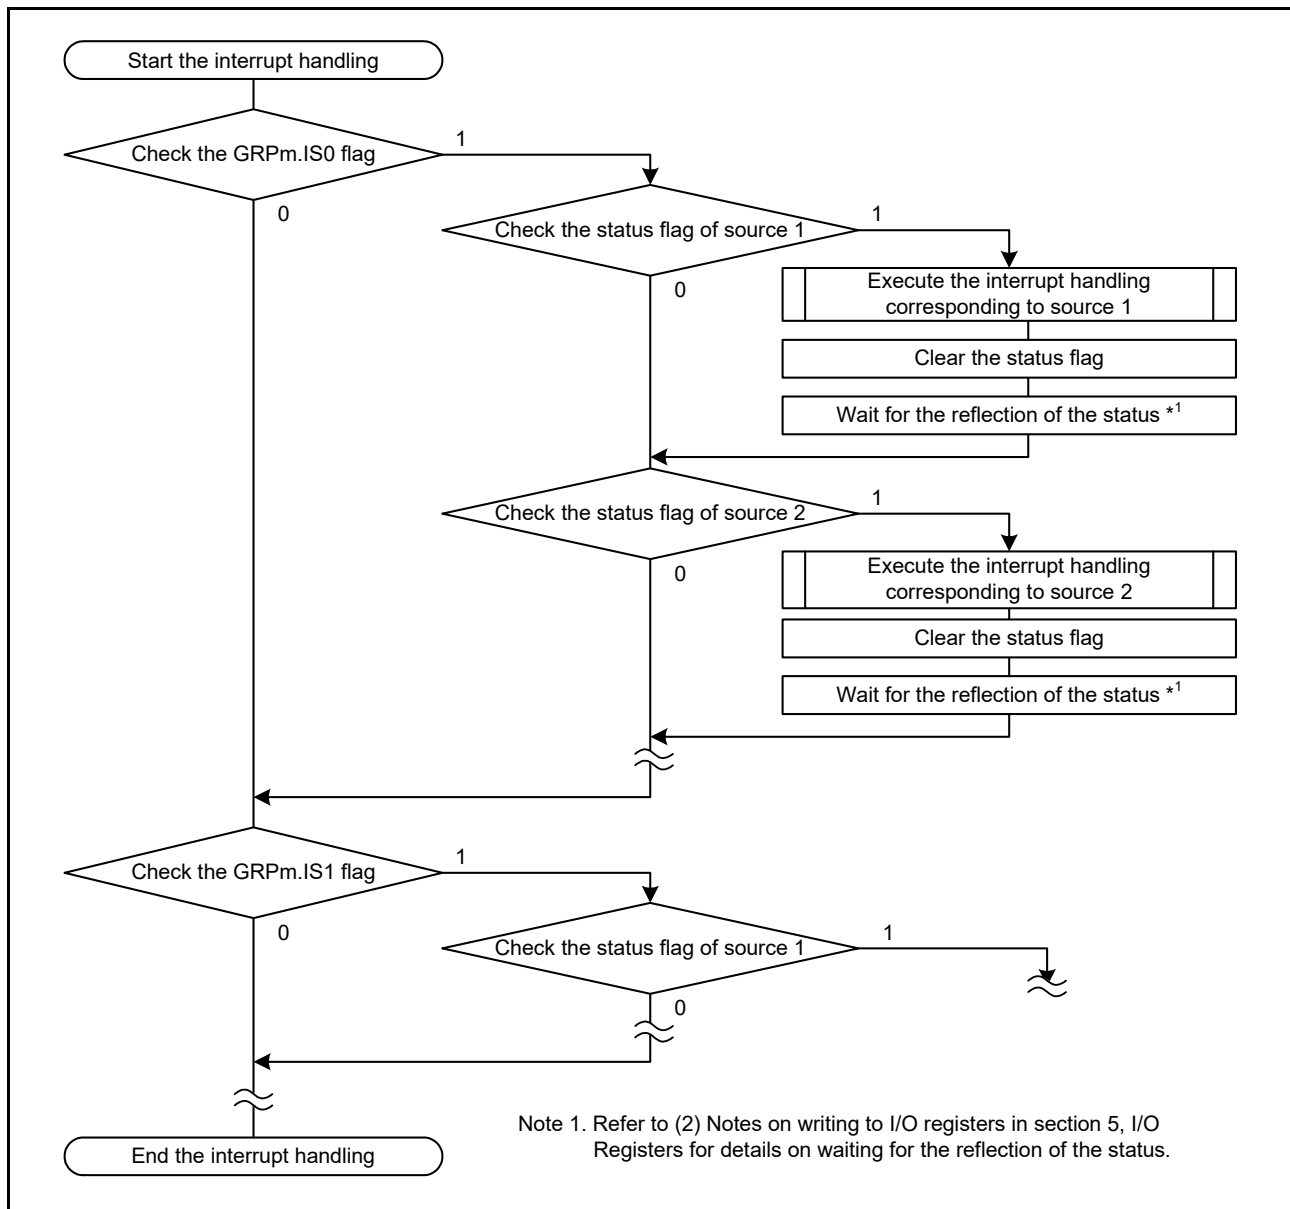 Start the interrupt handling
Check the GRPm.IS0 flag
1
0
Check the status flag of source 1
1
0
Execute the interrupt handling
corresponding to source 1
Clear the status flag
Wait for the reflection of the status *1
Check the status flag of source 2
1
0
Execute the interrupt handling
corresponding to source 2
Clear the status flag
Wait for the reflection of the status *1
Check the GRPm.IS1 flag
1
0
Check the status flag of source 1
1
0
End the interrupt handling
Note 1. Refer to (2) Notes on writing to I/O registers in section 5, I/O
Registers for details on waiting for the reflection of the status.